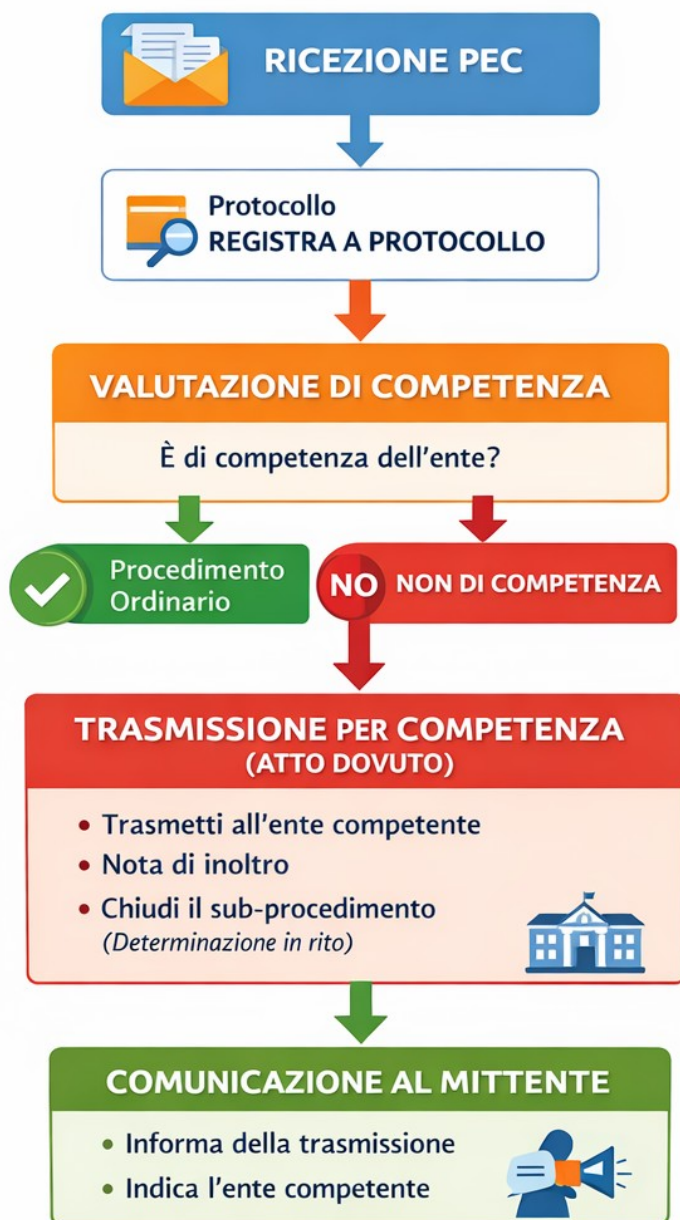 RICEZIONE PEC
Protocollo
REGISTRA A PROTOCOLLO
VALUTAZIONE DI COMPETENZA
È di competenza dell'ente?
Procedimento
Ordinario
NO NON DI COMPETENZA
TRASMISSIONE PER COMPETENZA
(ATTO DOVUTO)
• Trasmetti all'ente competente
• Nota di inoltro
• Chiudi il sub-procedimento
(Determinazione in rito)
COMUNICAZIONE AL MITTENTE
• Informa della trasmissione
• Indica l'ente competente